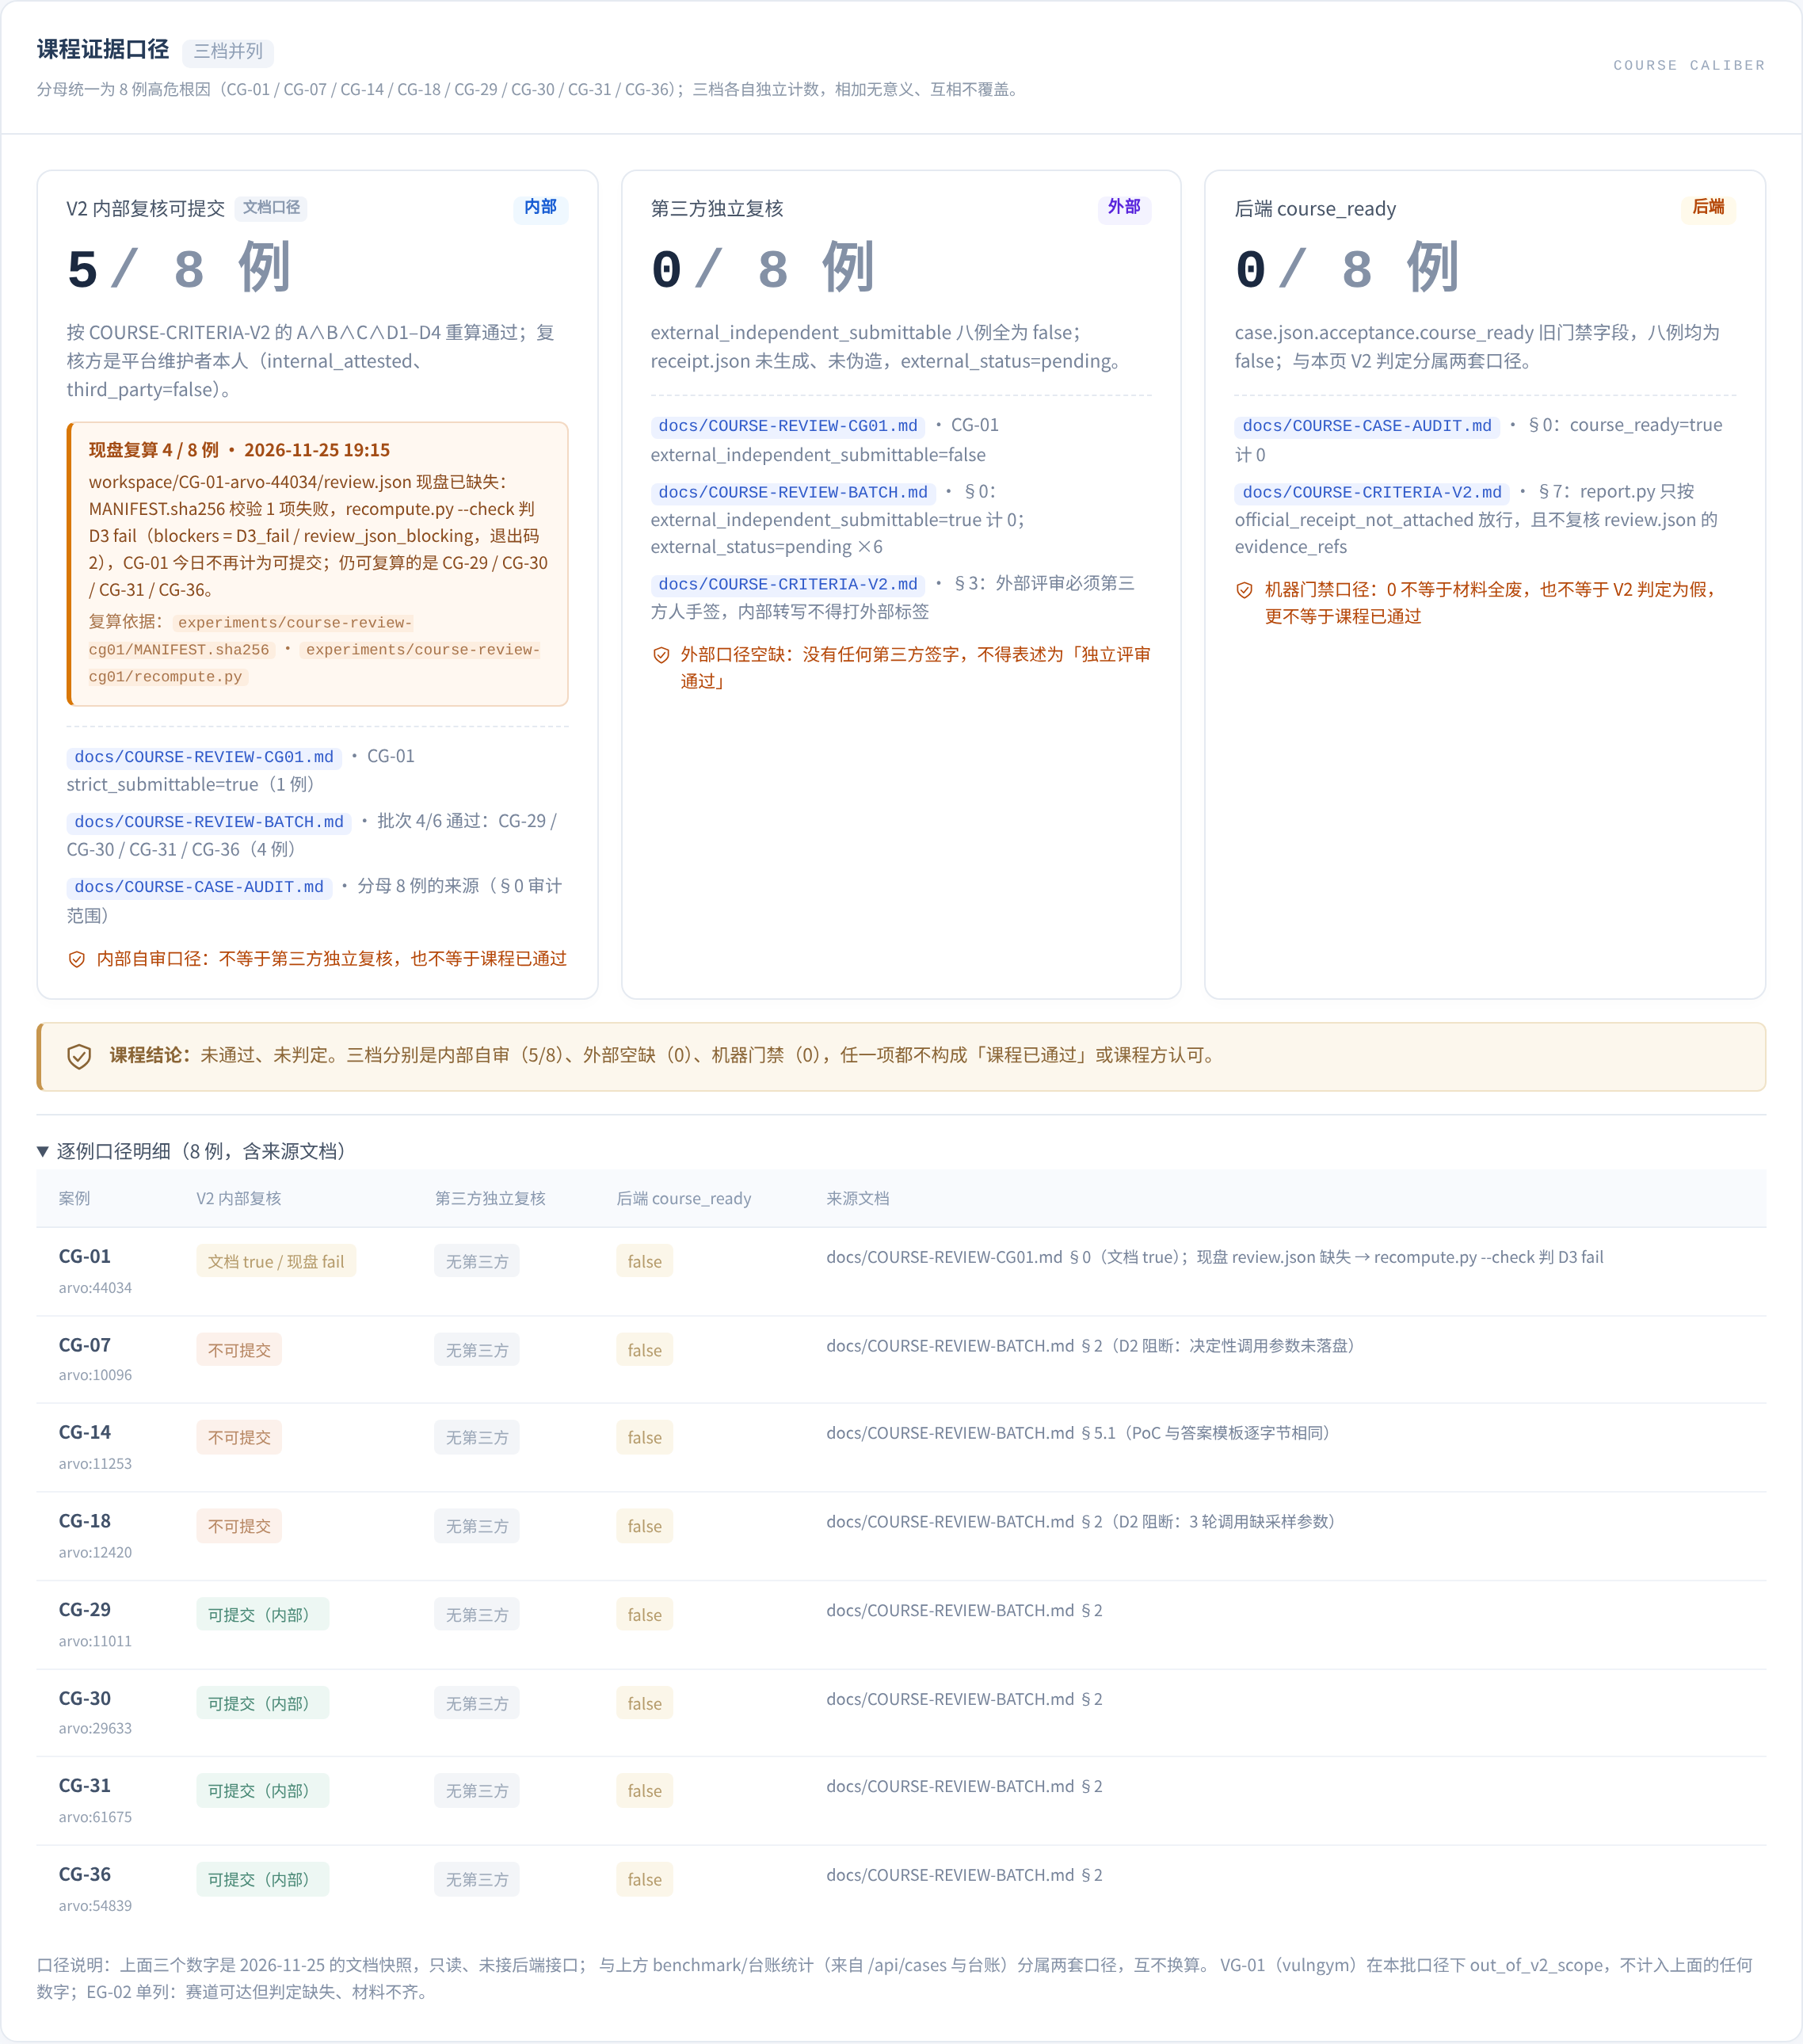 课程证据口径 三档并列
COURSE CALIBER
分母统一为 8 例高危根因（CG-01 / CG-07 / CG-14 / CG-18 / CG-29 / CG-30 / CG-31 / CG-36）；三档各自独立计数，相加无意义、互相不覆盖。
V2 内部复核可提交 文档口径 内部
5 / 8 例
按 COURSE-CRITERIA-V2 的 A∧B∧C∧D1–D4 重算通过；复
核方是平台维护者本人（internal_attested、
third_party=false）。
现盘复算 4 / 8 例 · 2026-11-25 19:15
workspace/CG-01-arvo-44034/review.json 现盘已缺失：
MANIFEST.sha256 校验 1 项失败，recompute.py --check 判
D3 fail（blockers = D3_fail / review_json_blocking，退出码
2），CG-01 今日不再计为可提交；仍可复算的是 CG-29 / CG-30
/ CG-31 / CG-36。
复算依据： experiments/course-review-
cg01/MANIFEST.sha256 · experiments/course-review-
cg01/recompute.py
docs/COURSE-REVIEW-CG01.md · CG-01
strict_submittable=true（1 例）
docs/COURSE-REVIEW-BATCH.md · 批次 4/6 通过：CG-29 /
CG-30 / CG-31 / CG-36（4 例）
docs/COURSE-CASE-AUDIT.md · 分母 8 例的来源（§0 审计
范围）
内部自审口径：不等于第三方独立复核，也不等于课程已通过
第三方独立复核 外部
0 / 8 例
external_independent_submittable 八例全为 false；
receipt.json 未生成、未伪造，external_status=pending。
docs/COURSE-REVIEW-CG01.md · CG-01
external_independent_submittable=false
docs/COURSE-REVIEW-BATCH.md · §0：
external_independent_submittable=true 计 0；
external_status=pending ×6
docs/COURSE-CRITERIA-V2.md · §3：外部评审必须第三
方人手签，内部转写不得打外部标签
外部口径空缺：没有任何第三方签字，不得表述为「独立评审
通过」
后端 course_ready 后端
0 / 8 例
case.json.acceptance.course_ready 旧门禁字段，八例均为
false；与本页 V2 判定分属两套口径。
docs/COURSE-CASE-AUDIT.md · §0：course_ready=true
计 0
docs/COURSE-CRITERIA-V2.md · §7：report.py 只按
official_receipt_not_attached 放行，且不复核 review.json 的
evidence_refs
机器门禁口径：0 不等于材料全废，也不等于 V2 判定为假，
更不等于课程已通过
课程结论：未通过、未判定。三档分别是内部自审（5/8）、外部空缺（0）、机器门禁（0），任一项都不构成「课程已通过」或课程方认可。
▼ 逐例口径明细（8 例，含来源文档）
案例 V2 内部复核 第三方独立复核 后端 course_ready 来源文档
CG-01 文档 true / 现盘 fail 无第三方 false docs/COURSE-REVIEW-CG01.md §0（文档 true）；现盘 review.json 缺失 → recompute.py --check 判 D3 fail
arvo:44034
CG-07 不可提交 无第三方 false docs/COURSE-REVIEW-BATCH.md §2（D2 阻断：决定性调用参数未落盘）
arvo:10096
CG-14 不可提交 无第三方 false docs/COURSE-REVIEW-BATCH.md §5.1（PoC 与答案模板逐字节相同）
arvo:11253
CG-18 不可提交 无第三方 false docs/COURSE-REVIEW-BATCH.md §2（D2 阻断：3 轮调用缺采样参数）
arvo:12420
CG-29 可提交（内部） 无第三方 false docs/COURSE-REVIEW-BATCH.md §2
arvo:11011
CG-30 可提交（内部） 无第三方 false docs/COURSE-REVIEW-BATCH.md §2
arvo:29633
CG-31 可提交（内部） 无第三方 false docs/COURSE-REVIEW-BATCH.md §2
arvo:61675
CG-36 可提交（内部） 无第三方 false docs/COURSE-REVIEW-BATCH.md §2
arvo:54839
口径说明：上面三个数字是 2026-11-25 的文档快照，只读、未接后端接口； 与上方 benchmark/台账统计（来自 /api/cases 与台账）分属两套口径，互不换算。 VG-01（vulngym）在本批口径下 out_of_v2_scope，不计入上面的任何
数字；EG-02 单列：赛道可达但判定缺失、材料不齐。